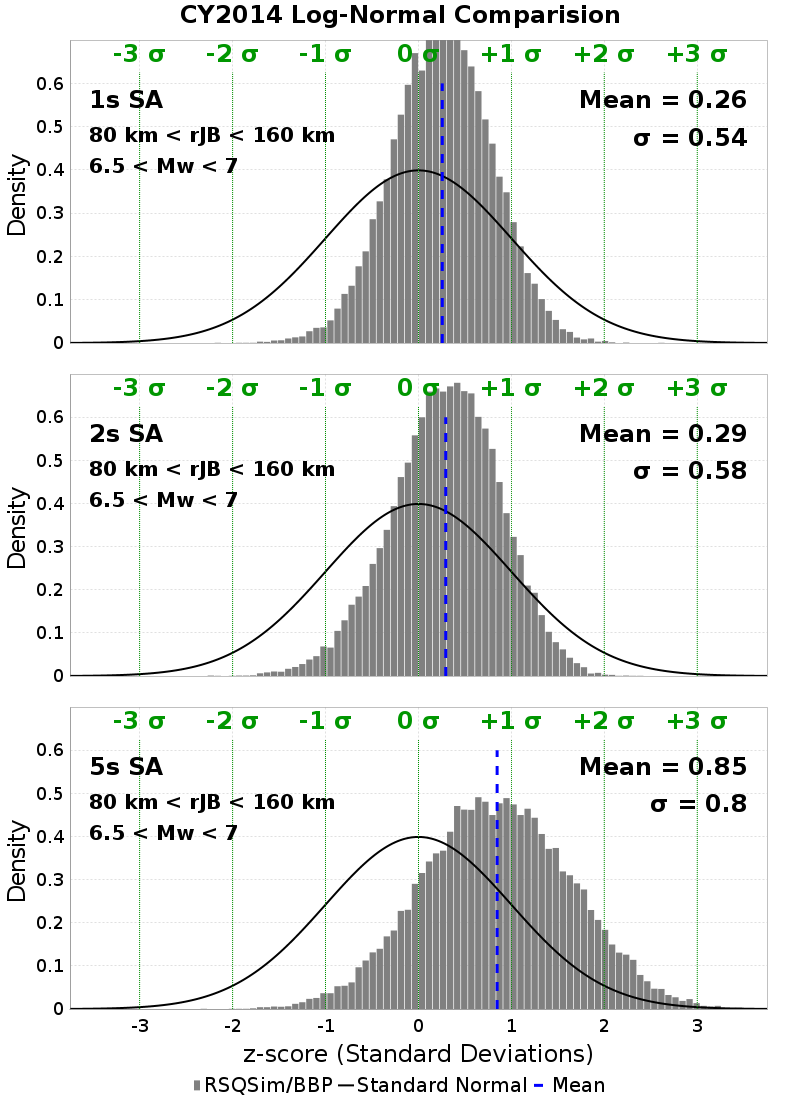 CY2014 Log-Normal Comparision
-3 σ -2 σ -1 σ 0 σ +1 σ +2 σ +3 σ
1s SA
80 km < rJB < 160 km
6.5 < Mw < 7
Mean = 0.26
σ = 0.54
Density
0.6
0.5
0.4
0.3
0.2
0.1
0
-3 σ -2 σ -1 σ 0 σ +1 σ +2 σ +3 σ
2s SA
80 km < rJB < 160 km
6.5 < Mw < 7
Mean = 0.29
σ = 0.58
Density
0.6
0.5
0.4
0.3
0.2
0.1
0
-3 σ -2 σ -1 σ 0 σ +1 σ +2 σ +3 σ
5s SA
80 km < rJB < 160 km
6.5 < Mw < 7
Mean = 0.85
σ = 0.8
Density
0.6
0.5
0.4
0.3
0.2
0.1
0
-3 -2 -1 0 1 2 3
z-score (Standard Deviations)
RSQSim/BBP Standard Normal Mean